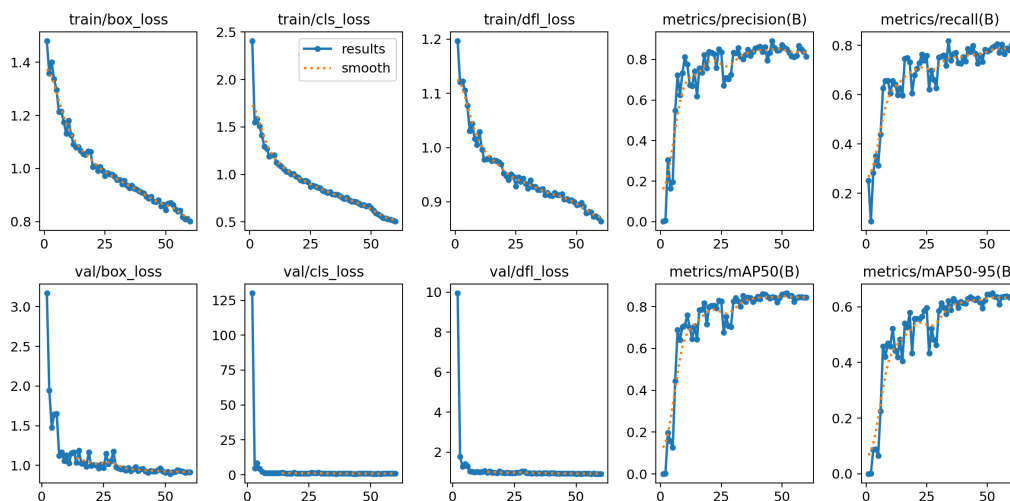 train/box_loss
train/cls_loss
train/dfl_loss
metrics/precision(B)
metrics/recall(B)
1.4
1.2
1.0
0.8
0 25 50
2.5
2.0
1.5
1.0
0.5
0 25 50
results
smooth
1.2
1.1
1.0
0.9
0 25 50
0.8
0.6
0.4
0.2
0.0
0 25 50
0.8
0.6
0.4
0.2
0 25 50
val/box_loss
val/cls_loss
val/dfl_loss
metrics/mAP50(B)
metrics/mAP50-95(B
3.0
2.5
2.0
1.5
1.0
0 25 50
125
100
75
50
25
0
0 25 50
10
8
6
4
2
0 25 50
0.8
0.6
0.4
0.2
0.0
0 25 50
0.6
0.4
0.2
0.0
0 25 50